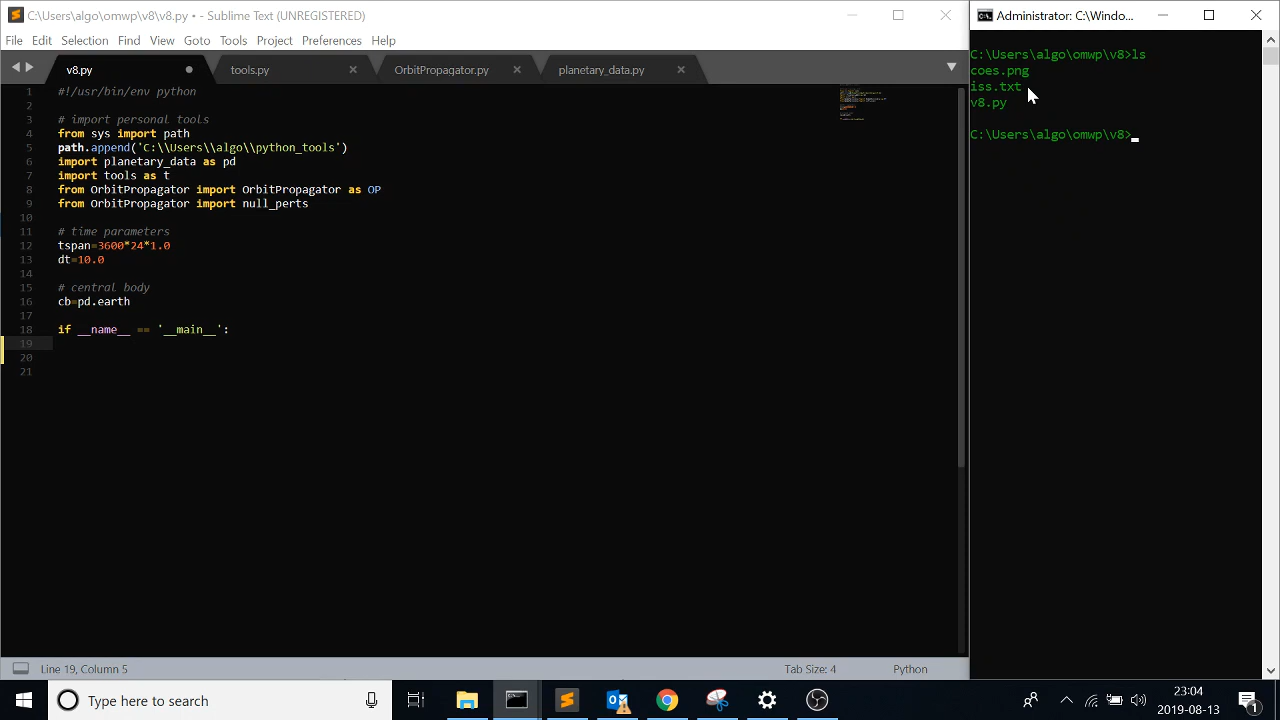 C:\Users\algo\omwp\v8\v8.py • - Sublime Text (UNREGISTERED)
File Edit Selection Find View Goto Tools Project Preferences Help
v8.py tools.py OrbitPropagator.py planetary_data.py
1 #!/usr/bin/env python
2
3 # import personal tools
4 from sys import path
5 path.append('C:\\Users\\algo\\python_tools')
6 import planetary_data as pd
7 import tools as t
8 from OrbitPropagator import OrbitPropagator as OP
9 from OrbitPropagator import null_perts
10
11 # time parameters
12 tspan=3600*24*1.0
13 dt=10.0
14
15 # central body
16 cb=pd.earth
17
18 if __name__ == '__main__':
19
20
21
Line 19, Column 5 Tab Size: 4 Python
Administrator: C:\Windo...
C:\Users\algo\omwp\v8>ls
coes.png
iss.txt
v8.py
C:\Users\algo\omwp\v8>
Type here to search
23:04
2019-08-13
1